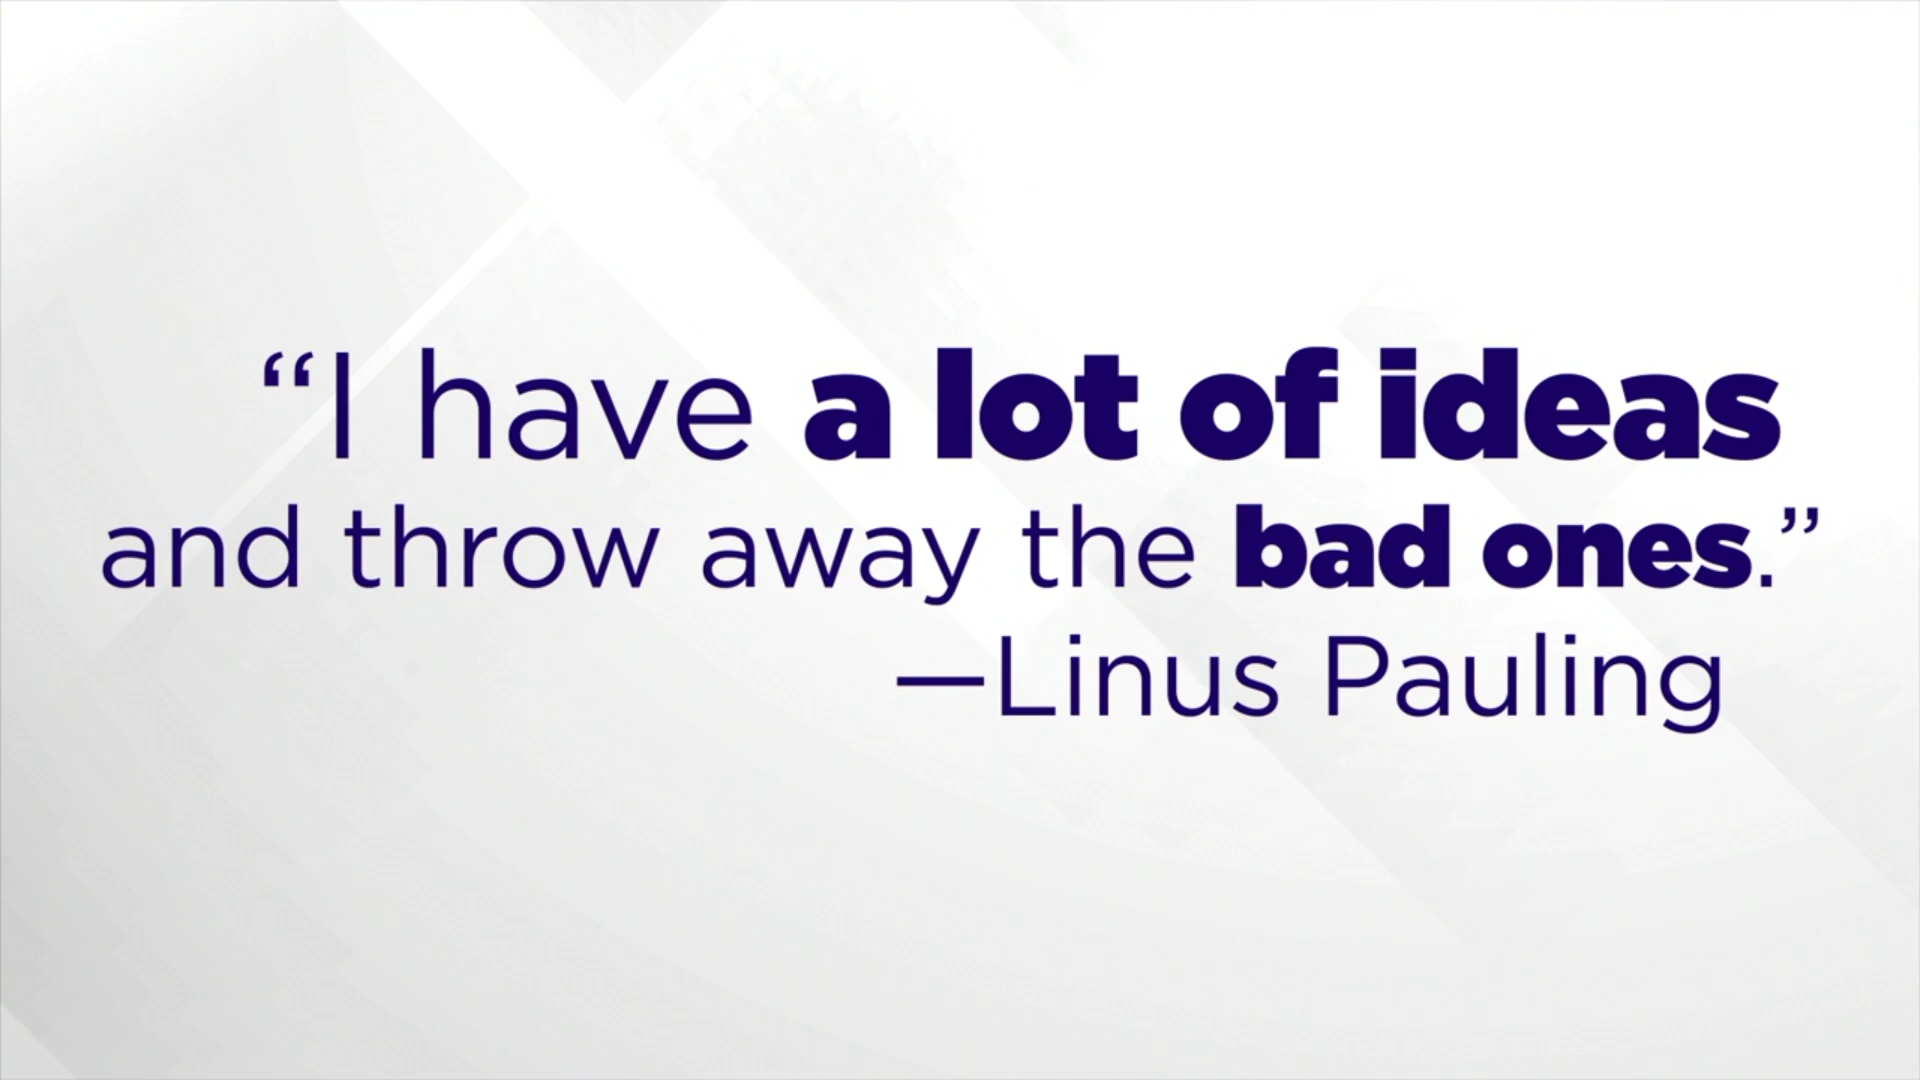 “I have a lot of ideas
and throw away the bad ones.”
—Linus Pauling